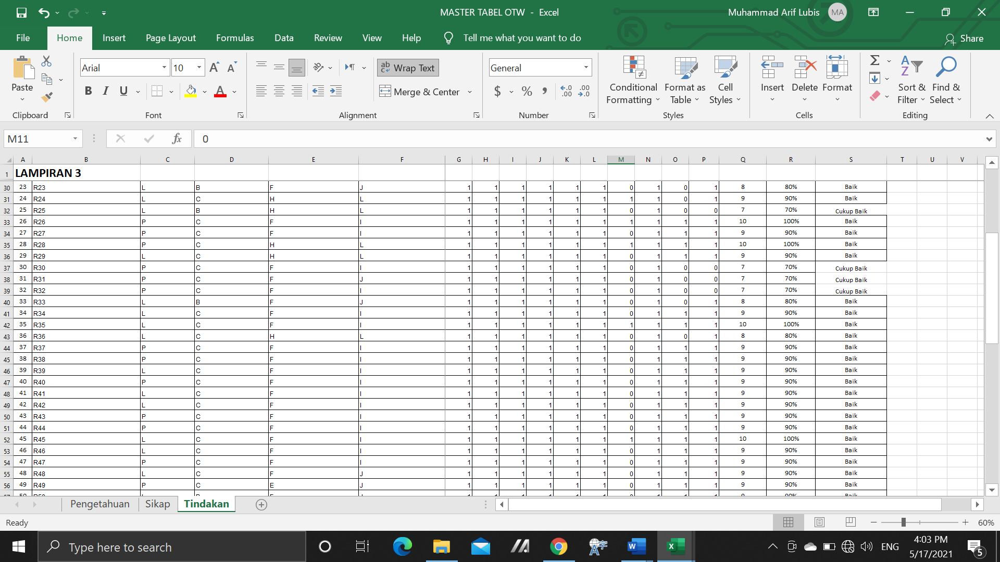 MASTER TABEL OTW - Excel
Muhammad Arif Lubis MA
File Home Insert Page Layout Formulas Data Review View Help Tell me what you want to do Share
Paste
Clipboard
Arial 10
B I U A
Font
ab Wrap Text
Merge & Center
Alignment
General
$ % , .0 .00
Number
Conditional Formatting
Format as Table
Cell Styles
Styles
Insert
Delete
Format
Cells
Sort & Filter
Find & Select
Editing
M11 fx 0
A B C D E F G H I J K L M N O P Q R S T U V
1 LAMPIRAN 3
30 23 R23 L B F J 1 1 1 1 1 1 0 1 0 1 8 80% Baik
31 24 R24 L C H L 1 1 1 1 1 1 1 1 0 1 9 90% Baik
32 25 R25 L B H L 1 1 1 1 1 1 0 1 0 0 7 70% Cukup Baik
33 26 R26 P C F I 1 1 1 1 1 1 1 1 1 1 10 100% Baik
34 27 R27 P C F I 1 1 1 1 1 1 0 1 1 1 9 90% Baik
35 28 R28 P C H L 1 1 1 1 1 1 1 1 1 1 10 100% Baik
36 29 R29 L C H L 1 1 1 1 1 1 0 1 1 1 9 90% Baik
37 30 R30 P C F I 1 1 1 1 1 1 0 1 0 0 7 70% Cukup Baik
38 31 R31 P C F J 1 1 1 1 1 1 0 1 0 0 7 70% Cukup Baik
39 32 R32 P C F I 1 1 1 1 1 1 0 1 0 0 7 70% Cukup Baik
40 33 R33 L B F J 1 1 1 1 1 1 0 1 0 1 8 80% Baik
41 34 R34 L C F I 1 1 1 1 1 1 0 1 1 1 9 90% Baik
42 35 R35 L C F I 1 1 1 1 1 1 1 1 1 1 10 100% Baik
43 36 R36 L C H L 1 1 1 1 1 1 0 1 0 1 8 80% Baik
44 37 R37 P C F I 1 1 1 1 1 1 0 1 1 1 9 90% Baik
45 38 R38 P C F I 1 1 1 1 1 1 0 1 1 1 9 90% Baik
46 39 R39 L C F I 1 1 1 1 1 1 0 1 1 1 9 90% Baik
47 40 R40 P C F I 1 1 1 1 1 1 0 1 1 1 9 90% Baik
48 41 R41 L C F I 1 1 1 1 1 1 0 1 1 1 9 90% Baik
49 42 R42 L C F I 1 1 1 1 1 1 0 1 1 1 9 90% Baik
50 43 R43 P C F I 1 1 1 1 1 1 0 1 1 1 9 90% Baik
51 44 R44 P C F I 1 1 1 1 1 1 0 1 1 1 9 90% Baik
52 45 R45 L C F I 1 1 1 1 1 1 1 1 1 1 10 100% Baik
53 46 R46 L C F I 1 1 1 1 1 1 0 1 1 1 9 90% Baik
54 47 R47 P C F I 1 1 1 1 1 1 0 1 1 1 9 90% Baik
55 48 R48 L C F J 1 1 1 1 1 1 0 1 1 1 9 90% Baik
56 49 R49 P C E J 1 1 1 1 1 1 0 1 1 1 9 90% Baik
Pengetahuan Sikap Tindakan
Ready
60%
Type here to search
ENG
4:03 PM
5/17/2021
5